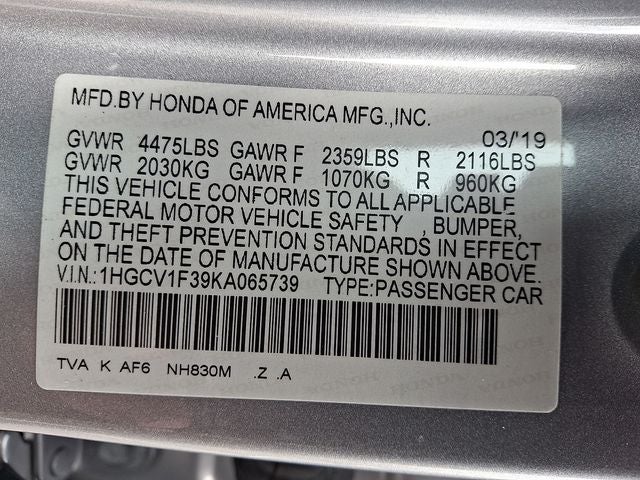 MFD.BY HONDA OF AMERICA MFG.,INC.
03/'19
GVWR 4475LBS GAWR F 2359LBS R 2116LBS
GVWR 2030KG GAWR F 1070KG R 960KG
THIS VEHICLE CONFORMS TO ALL APPLICABLE
FEDERAL MOTOR VEHICLE SAFETY , BUMPER,
AND THEFT PREVENTION STANDARDS IN EFFECT
ON THE DATE OF MANUFACTURE SHOWN ABOVE.
V.I.N.:1HGCV1F39KA065739 TYPE:PASSENGER CAR
TVA K AF6 NH830M .Z .A